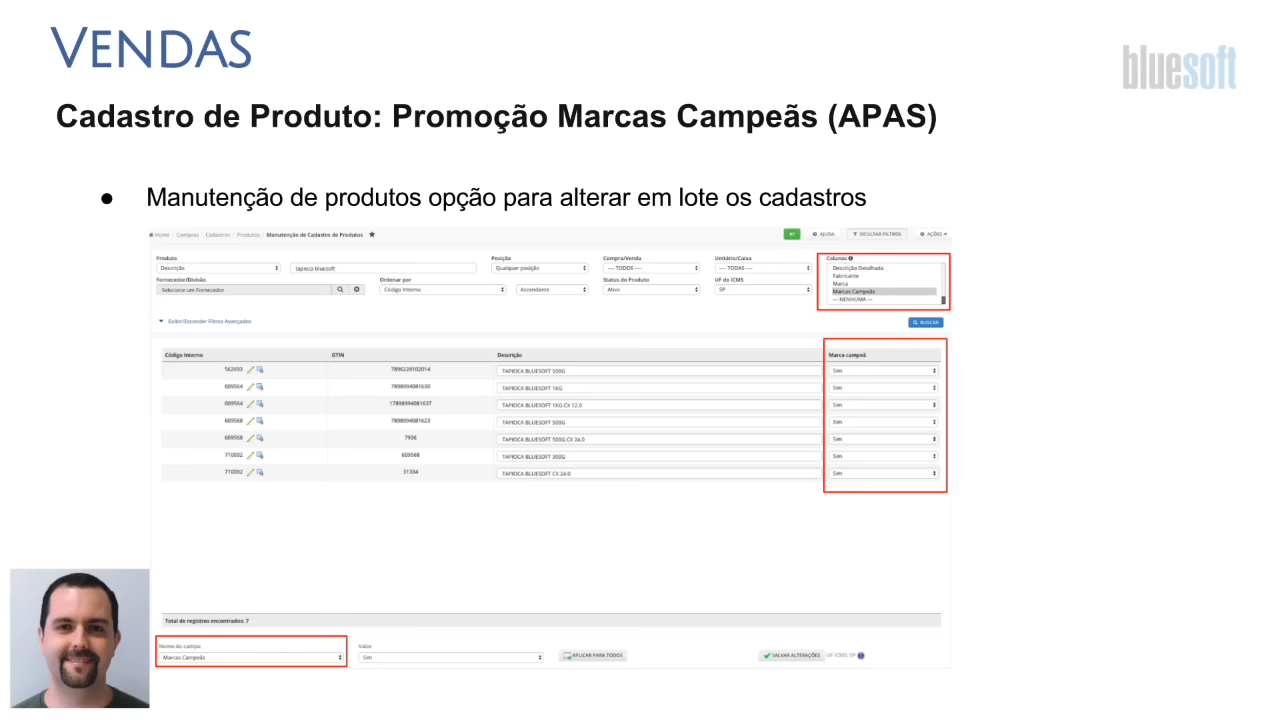 VENDAS
bluesoft
Cadastro de Produto: Promoção Marcas Campeãs (APAS)
● Manutenção de produtos opção para alterar em lote os cadastros
Home / Compras / Cadastros / Produtos / Manutenção de Cadastro de Produtos
AJUDA OCULTAR FILTROS AÇÕES
Produto Posição Compra/Venda Unitário/Caixa Colunas
Descrição tapioca bluesoft Qualquer posição --- TODOS --- --- TODAS --- Descrição Detalhada
Fabricante
Fornecedor/Divisão Ordenar por Status do Produto UF do ICMS Marca
Selecione um Fornecedor Código Interno Ascendente Ativo SP Marcas Campeãs
--- NENHUMA ---
Exibir/Esconder Filtros Avançados BUSCAR
Código Interno GTIN Descrição Marca campeã
562693 7896228102014 TAPIOCA BLUESOFT 500G Sim
609564 7898994081630 TAPIOCA BLUESOFT 1KG Sim
609564 17898994081637 TAPIOCA BLUESOFT 1KG CX 12.0 Sim
609568 7898994081623 TAPIOCA BLUESOFT 500G Sim
609568 7936 TAPIOCA BLUESOFT 500G CX 24.0 Sim
710092 609568 TAPIOCA BLUESOFT 300G Sim
710092 31334 TAPIOCA BLUESOFT CX 24.0 Sim
Total de registros encontrados: 7
Nome do campo Valor
Marcas Campeãs Sim APLICAR PARA TODOS SALVAR ALTERAÇÕES UF ICMS: SP